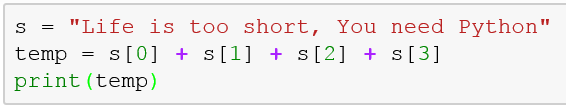 s = "Life is too short, You need Python"
temp = s[0] + s[1] + s[2] + s[3]
print(temp)